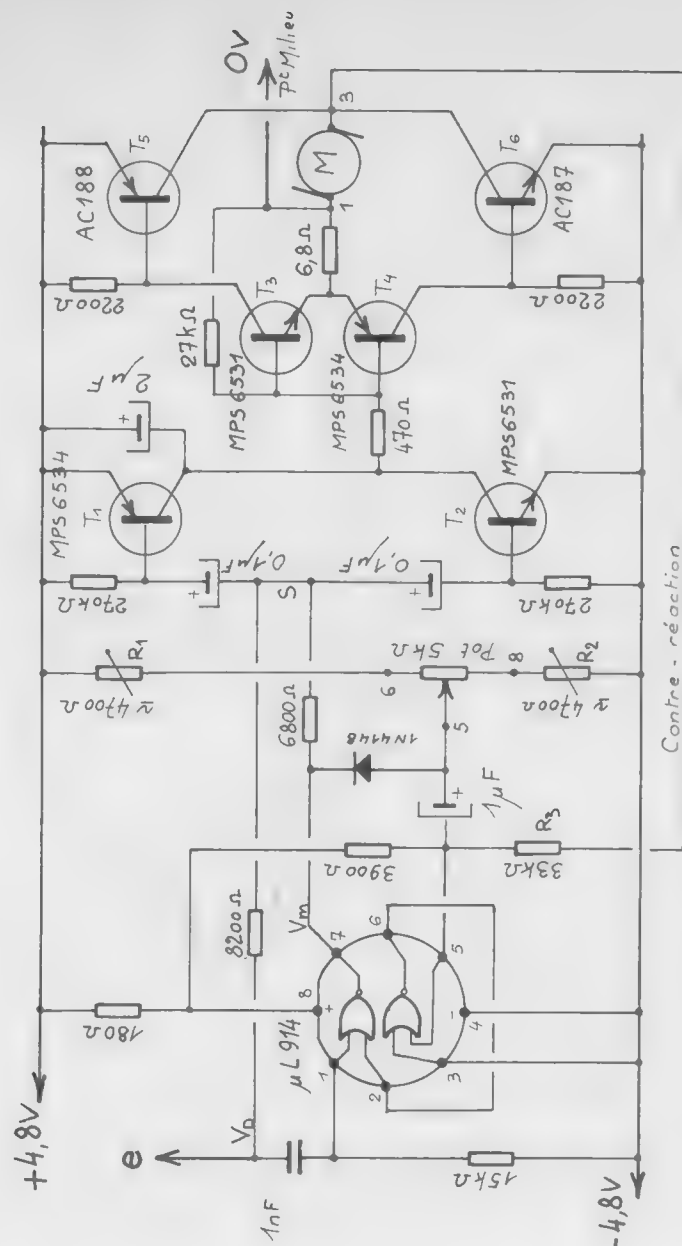 +4,8V
e
V_D
1nF
15kΩ
180Ω
μL914
8200Ω
Vm
1
2
3
4
5
6
7
8
+
-
3900Ω
33kΩ
R3
1μF
+
1N4148
6800Ω
5
≃ 4700Ω
R1
6
Pot 5kΩ
8
≃ 4700Ω
R2
270kΩ
0,1μF
+
S
0,1μF
+
270kΩ
MPS6534
T1
2μF
+
T2
MPS6531
470Ω
27kΩ
MPS6531
T3
MPS6534
T4
2200Ω
2200Ω
6,8Ω
1
M
3
AC188
T5
AC187
T6
0V
Pt Milieu
Contre-réaction
-4,8V